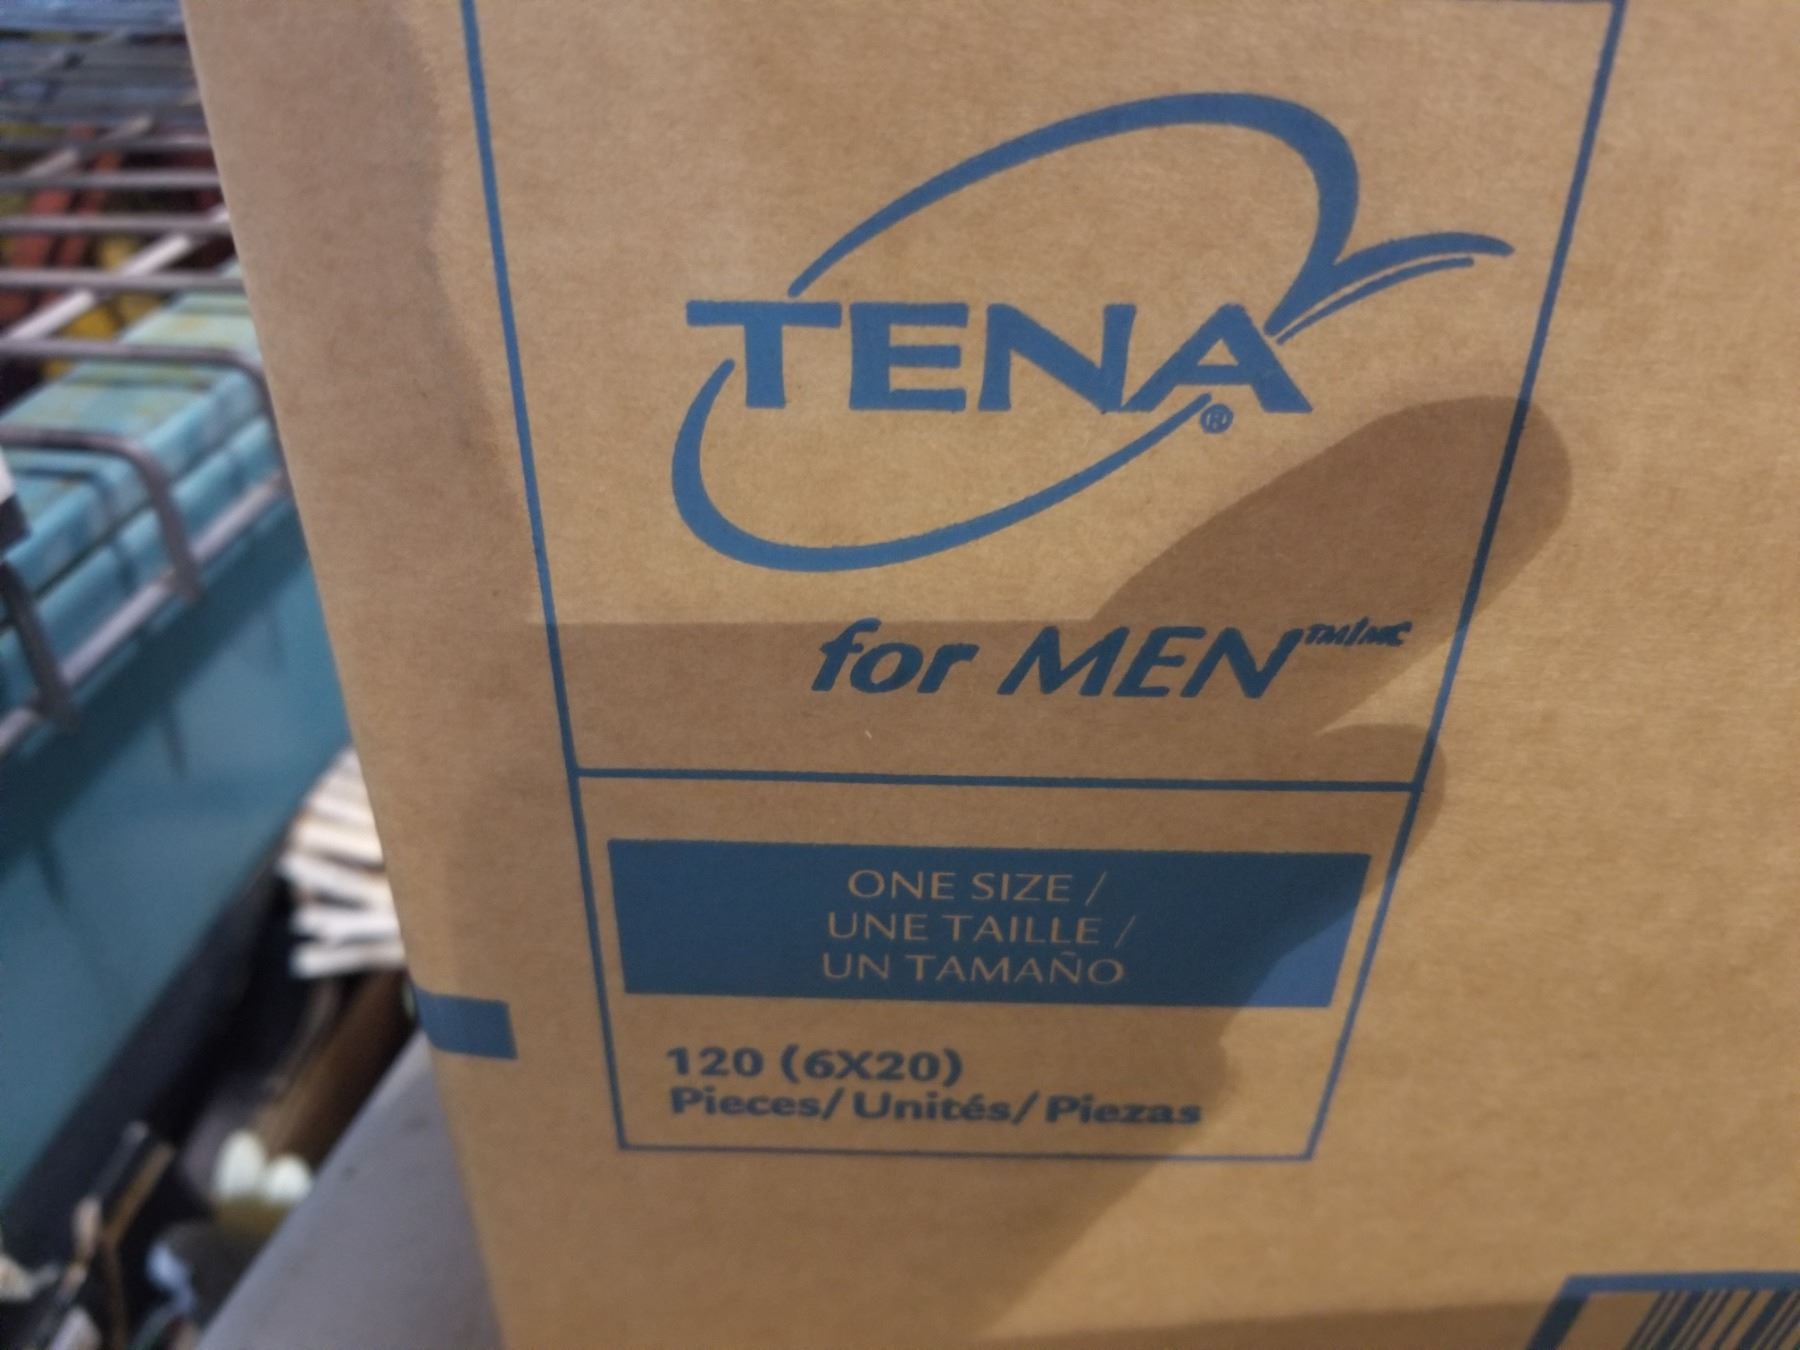 TENA®
for MEN™/MC
ONE SIZE /
UNE TAILLE /
UN TAMAÑO
120 (6X20)
Pieces/Unités/Piezas